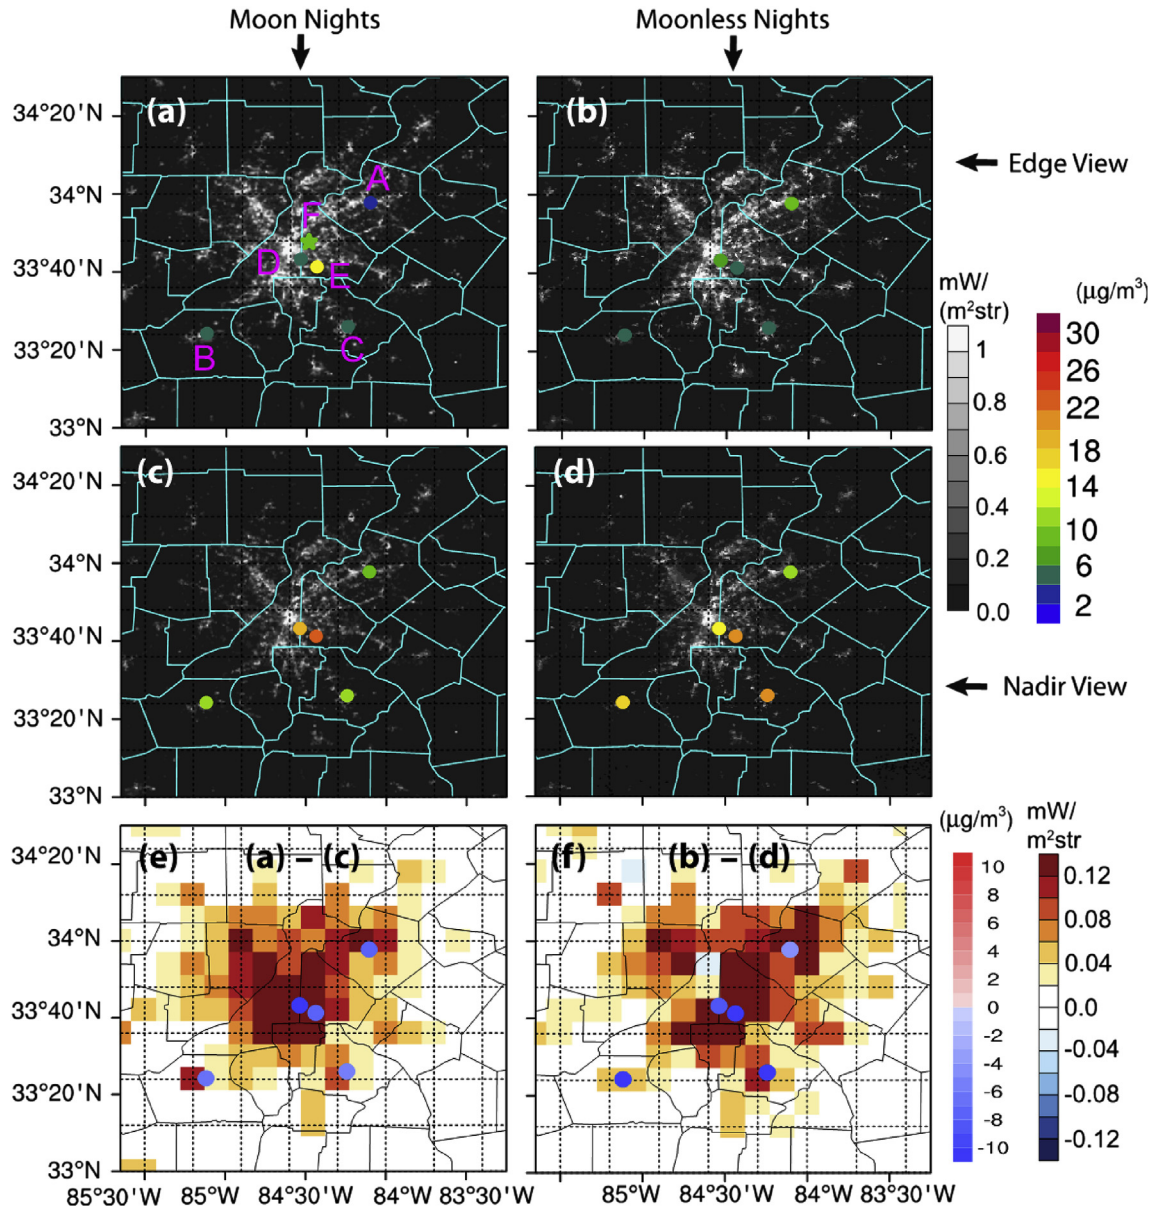 Moon Nights
Moonless Nights
34°20'N
34°N
33°40'N
33°20'N
33°N
(a)
A
F
D
E
B
C
(b)
Edge View
mW/
(m²str)
1
0.8
0.6
0.4
0.2
0.0
(µg/m³)
30
26
22
18
14
10
6
2
34°20'N
34°N
33°40'N
33°20'N
33°N
(c)
(d)
Nadir View
34°20'N
34°N
33°40'N
33°20'N
33°N
(e) (a) – (c)
(f) (b) – (d)
(µg/m³)
10
8
6
4
2
0
-2
-4
-6
-8
-10
mW/
m²str
0.12
0.08
0.04
0.0
-0.04
-0.08
-0.12
85°30'W 85°W 84°30'W 84°W 83°30'W
85°W 84°30'W 84°W 83°30'W